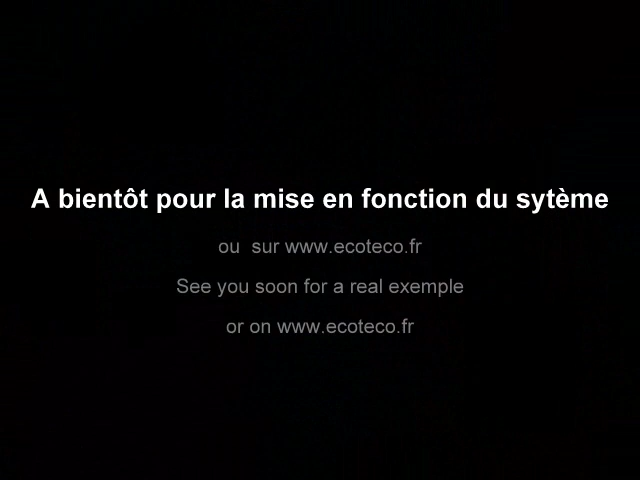 A bientôt pour la mise en fonction du sytème
ou sur www.ecoteco.fr
See you soon for a real exemple
or on www.ecoteco.fr